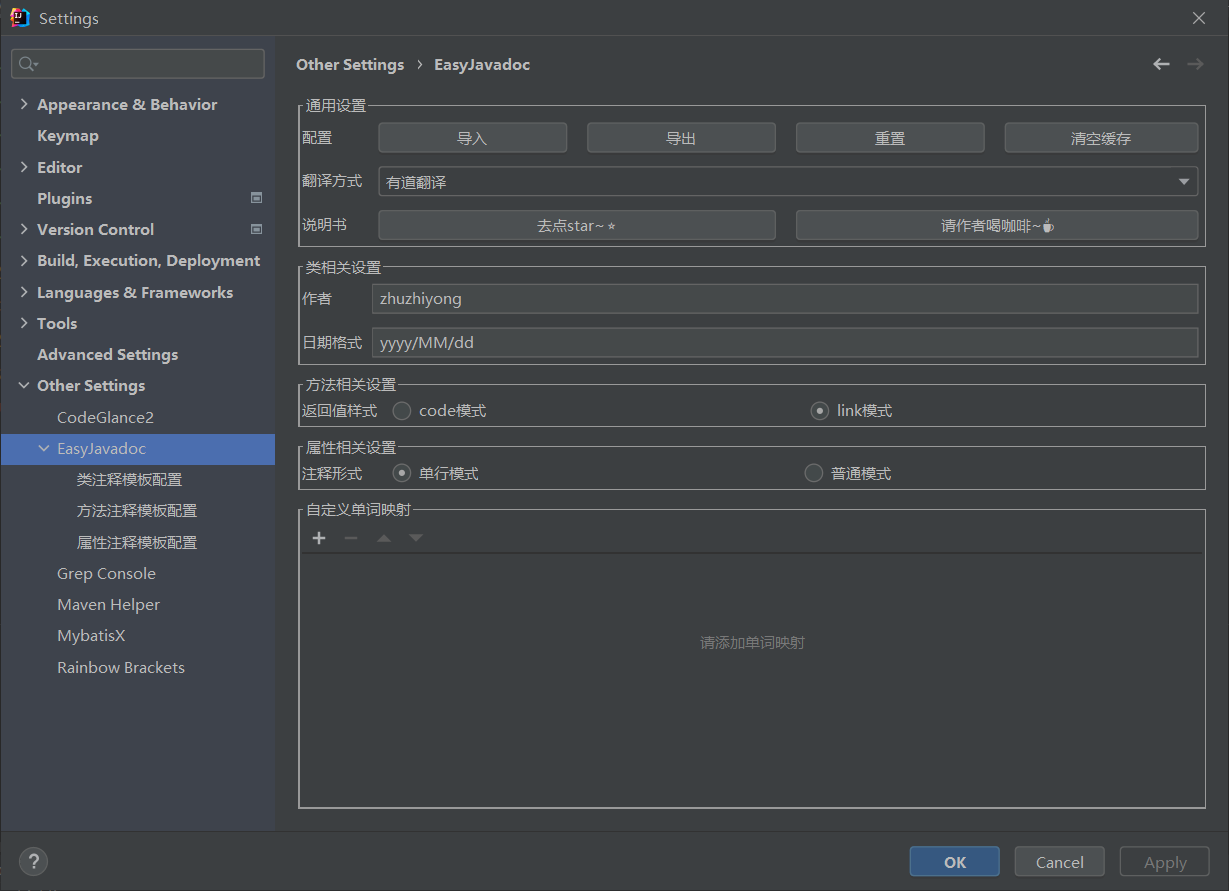 Settings
Appearance & Behavior
Keymap
Editor
Plugins
Version Control
Build, Execution, Deployment
Languages & Frameworks
Tools
Advanced Settings
Other Settings
CodeGlance2
EasyJavadoc
类注释模板配置
方法注释模板配置
属性注释模板配置
Grep Console
Maven Helper
MybatisX
Rainbow Brackets
Other Settings › EasyJavadoc
通用设置
配置 导入 导出 重置 清空缓存
翻译方式 有道翻译
说明书 去点star~⭐ 请作者喝咖啡~☕
类相关设置
作者 zhuzhiyong
日期格式 yyyy/MM/dd
方法相关设置
返回值样式 code模式 link模式
属性相关设置
注释形式 单行模式 普通模式
自定义单词映射
请添加单词映射
? OK Cancel Apply